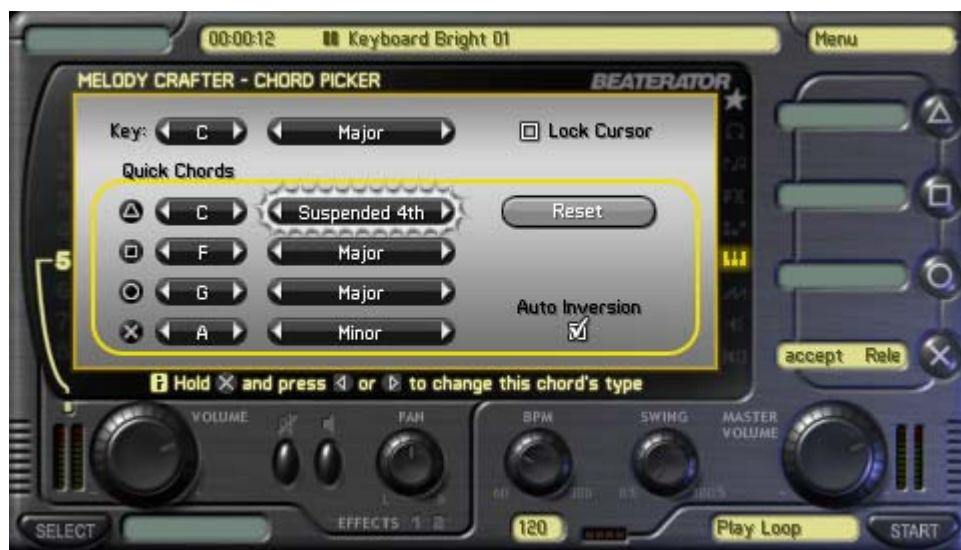 00:00:12 Keyboard Bright 01 Menu
MELODY CRAFTER - CHORD PICKER BEATERATOR
Key: C Major Lock Cursor
Quick Chords
C Suspended 4th Reset
F Major
5
G Major
Auto Inversion
A Minor
accept Rele
Hold and press or to change this chord's type
VOLUME PAN BPM SWING MASTER VOLUME
SELECT EFFECTS 1 2 120 Play Loop START